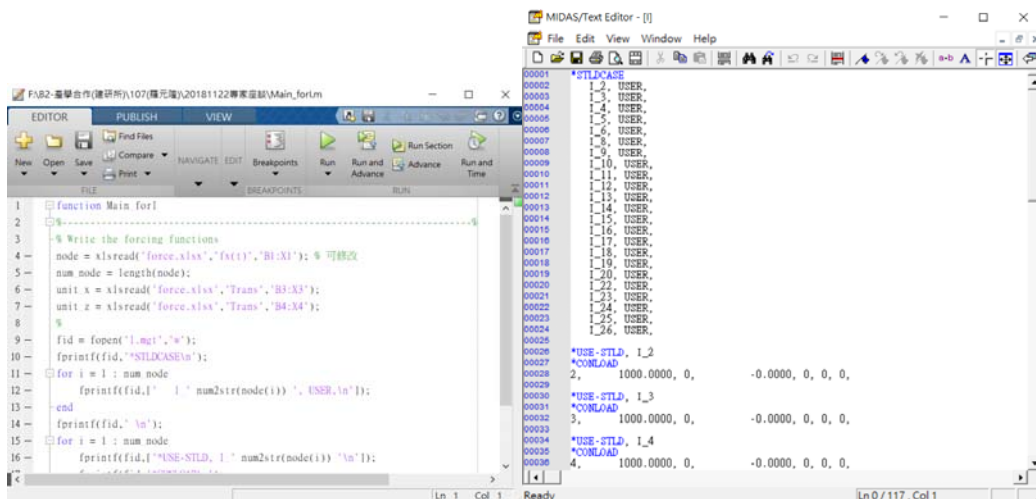 F:\B2-臺學合作(建研所)\107(羅元隆)\20181122專家座談\Main_forI.m
EDITOR PUBLISH VIEW
New Open Save
Find Files
Compare
Print
NAVIGATE EDIT Breakpoints Run Run and Advance Run Section Advance Run and Time
FILE BREAKPOINTS RUN
1 function Main_forI
2 %----------------------------------------------------------------------%
3 % Write the forcing functions
4 node = xlsread('force.xlsx','fx(t)','B1:X1'); % 可修改
5 num_node = length(node);
6 unit_x = xlsread('force.xlsx','Trans','B3:X3');
7 unit_z = xlsread('force.xlsx','Trans','B4:X4');
8 %
9 fid = fopen('I.mgt','w');
10 fprintf(fid,'*STLDCASE\n');
11 for i = 1 : num_node
12 fprintf(fid,['   I_' num2str(node(i)) ', USER,\n']);
13 end
14 fprintf(fid,' \n');
15 for i = 1 : num_node
16 fprintf(fid,['*USE-STLD, I_' num2str(node(i)) '\n']);
Ln 1 Col 1
MIDAS/Text Editor - [I]
File Edit View Window Help
00001 *STLDCASE
00002 I_2, USER,
00003 I_3, USER,
00004 I_4, USER,
00005 I_5, USER,
00006 I_6, USER,
00007 I_8, USER,
00008 I_9, USER,
00009 I_10, USER,
00010 I_11, USER,
00011 I_12, USER,
00012 I_13, USER,
00013 I_14, USER,
00014 I_15, USER,
00015 I_16, USER,
00016 I_17, USER,
00017 I_18, USER,
00018 I_19, USER,
00019 I_20, USER,
00020 I_22, USER,
00021 I_23, USER,
00022 I_24, USER,
00023 I_25, USER,
00024 I_26, USER,
00025
00026 *USE-STLD, I_2
00027 *CONLOAD
00028 2, 1000.0000, 0, -0.0000, 0, 0, 0,
00029
00030 *USE-STLD, I_3
00031 *CONLOAD
00032 3, 1000.0000, 0, -0.0000, 0, 0, 0,
00033
00034 *USE-STLD, I_4
00035 *CONLOAD
00036 4, 1000.0000, 0, -0.0000, 0, 0, 0,
Ready Ln 0 / 117 , Col 1